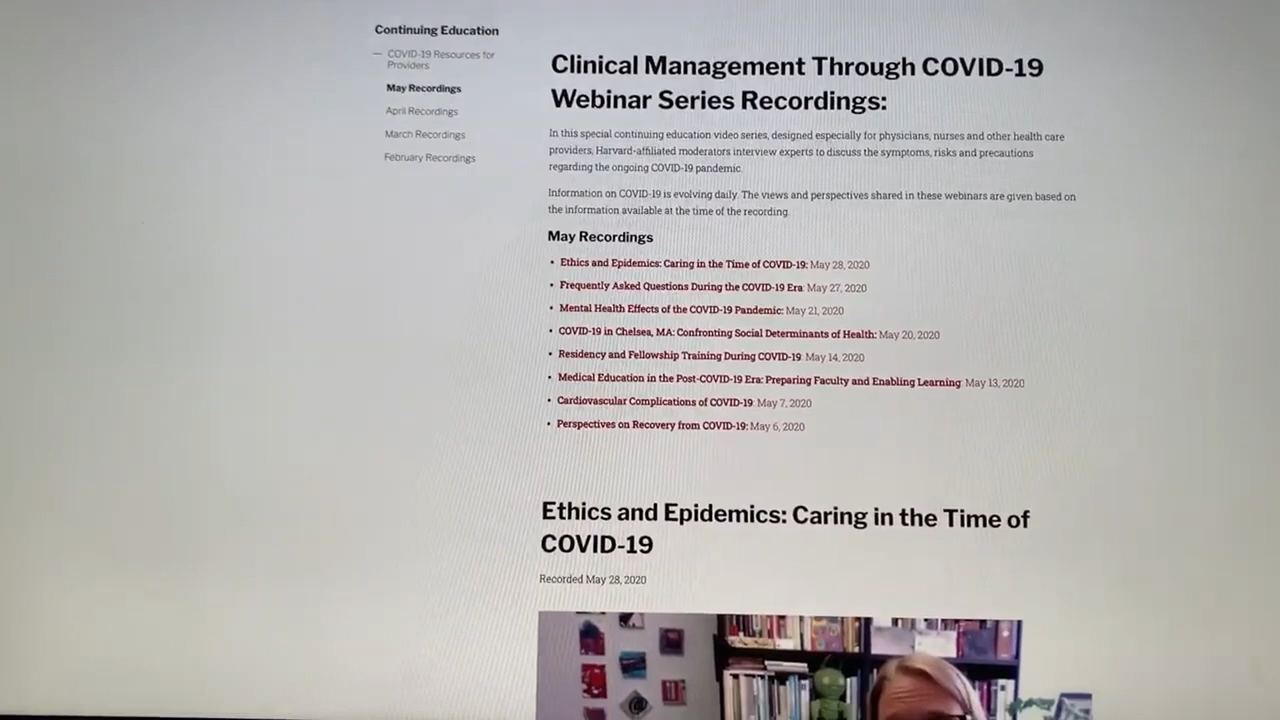 Continuing Education
— COVID-19 Resources for
Providers
May Recordings
April Recordings
March Recordings
February Recordings
Clinical Management Through COVID-19
Webinar Series Recordings:
In this special continuing education video series, designed especially for physicians, nurses and other health care
providers, Harvard-affiliated moderators interview experts to discuss the symptoms, risks and precautions
regarding the ongoing COVID-19 pandemic.
Information on COVID-19 is evolving daily. The views and perspectives shared in these webinars are given based on
the information available at the time of the recording.
May Recordings
• Ethics and Epidemics: Caring in the Time of COVID-19: May 28, 2020
• Frequently Asked Questions During the COVID-19 Era: May 27, 2020
• Mental Health Effects of the COVID-19 Pandemic: May 21, 2020
• COVID-19 in Chelsea, MA: Confronting Social Determinants of Health: May 20, 2020
• Residency and Fellowship Training During COVID-19: May 14, 2020
• Medical Education in the Post-COVID-19 Era: Preparing Faculty and Enabling Learning: May 13, 2020
• Cardiovascular Complications of COVID-19: May 7, 2020
• Perspectives on Recovery from COVID-19: May 6, 2020
Ethics and Epidemics: Caring in the Time of
COVID-19
Recorded May 28, 2020